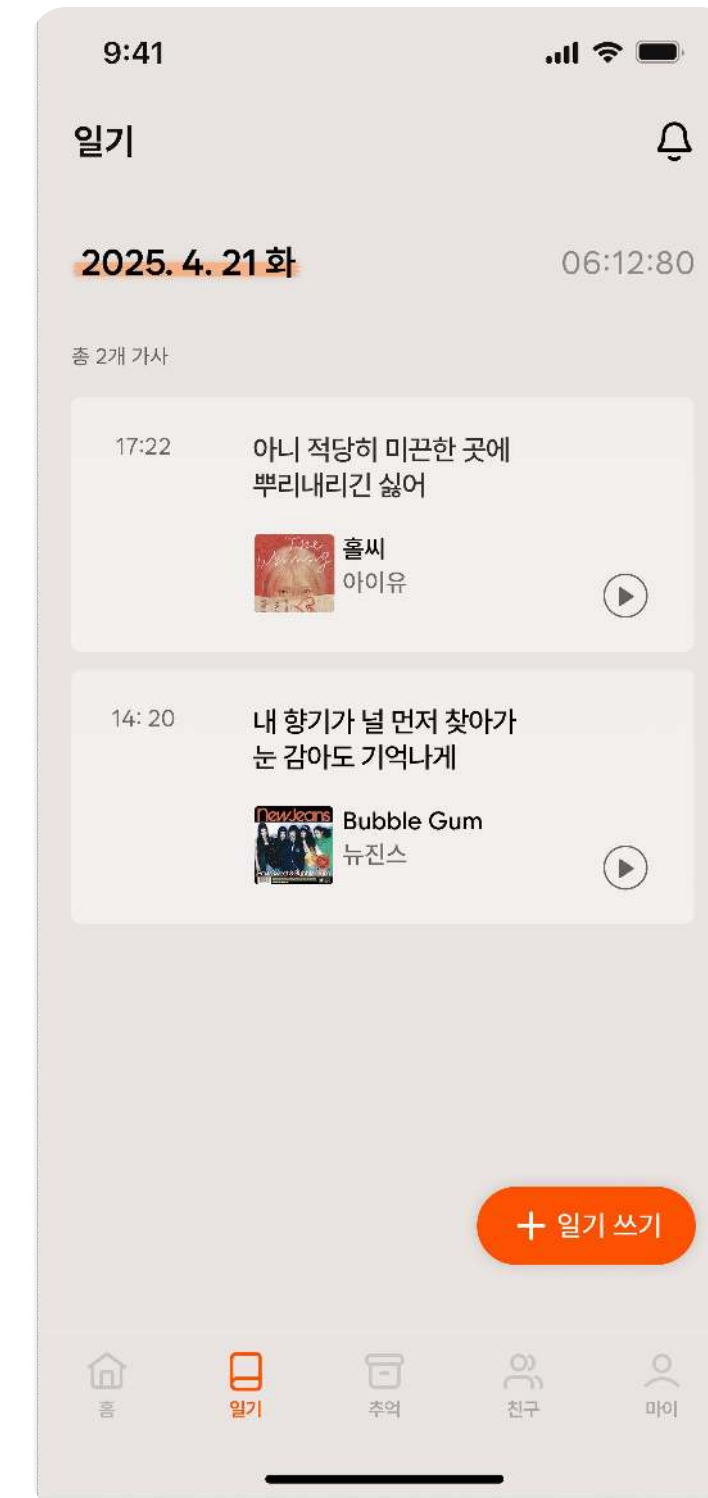 9:41
일기
2025. 4. 21 화
06:12:80
총 2개 가사
17:22
아니 적당히 미끈한 곳에
뿌리내리긴 싫어
홀씨
아이유
14: 20
내 향기가 널 먼저 찾아가
눈 감아도 기억나게
NewJeans
Bubble Gum
뉴진스
+ 일기 쓰기
홈
일기
추억
친구
마이